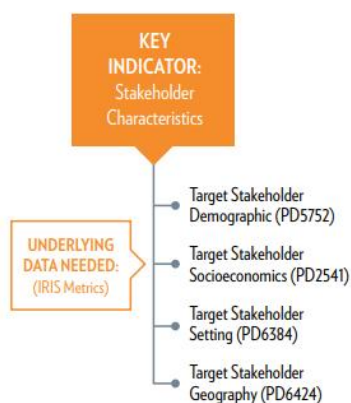 KEY
INDICATOR:
Stakeholder
Characteristics
Target Stakeholder
Demographic (PD5752)
UNDERLYING
DATA NEEDED:
(IRIS Metrics)
Target Stakeholder
Socioeconomics (PD2541)
Target Stakeholder
Setting (PD6384)
Target Stakeholder
Geography (PD6424)